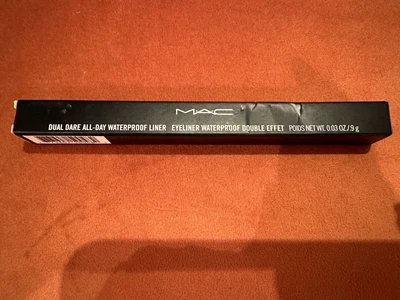 MAC
DUAL DARE ALL-DAY WATERPROOF LINER EYELINER WATERPROOF DOUBLE EFFET POIDS NET WT. 0.03 OZ / .9 g